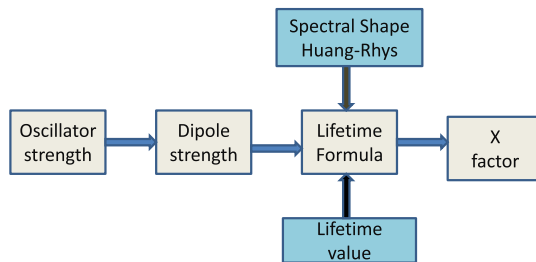 Spectral Shape
Huang-Rhys
Oscillator
strength
Dipole
strength
Lifetime
Formula
X
factor
Lifetime
value